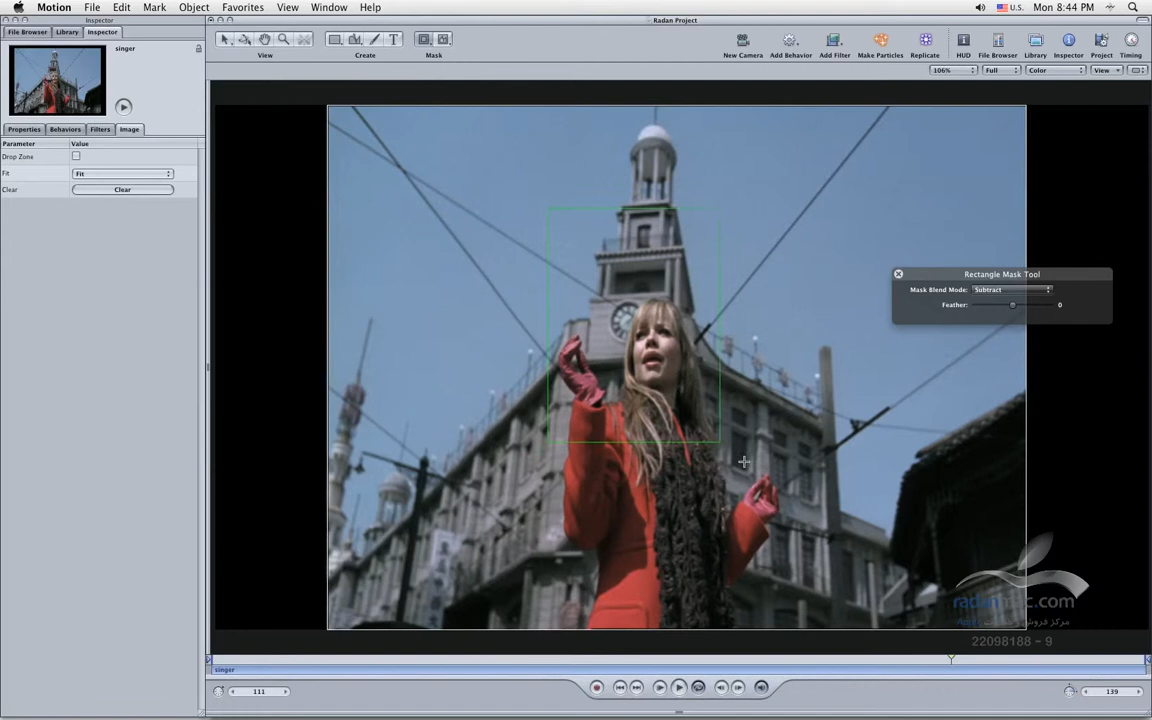 Motion File Edit Mark Object Favorites View Window Help
U.S. Mon 8:44 PM
Inspector
Radan Project
File Browser Library Inspector
singer
View Create Mask
New Camera Add Behavior Add Filter Make Particles Replicate HUD File Browser Library Inspector Project Timing
106% Full Color View
Properties Behaviors Filters Image
Parameter Value
Drop Zone
Fit Fit
Clear Clear
Rectangle Mask Tool
Mask Blend Mode: Subtract
Feather: 0
radanmac.com
22098188 - 9
singer
111
139